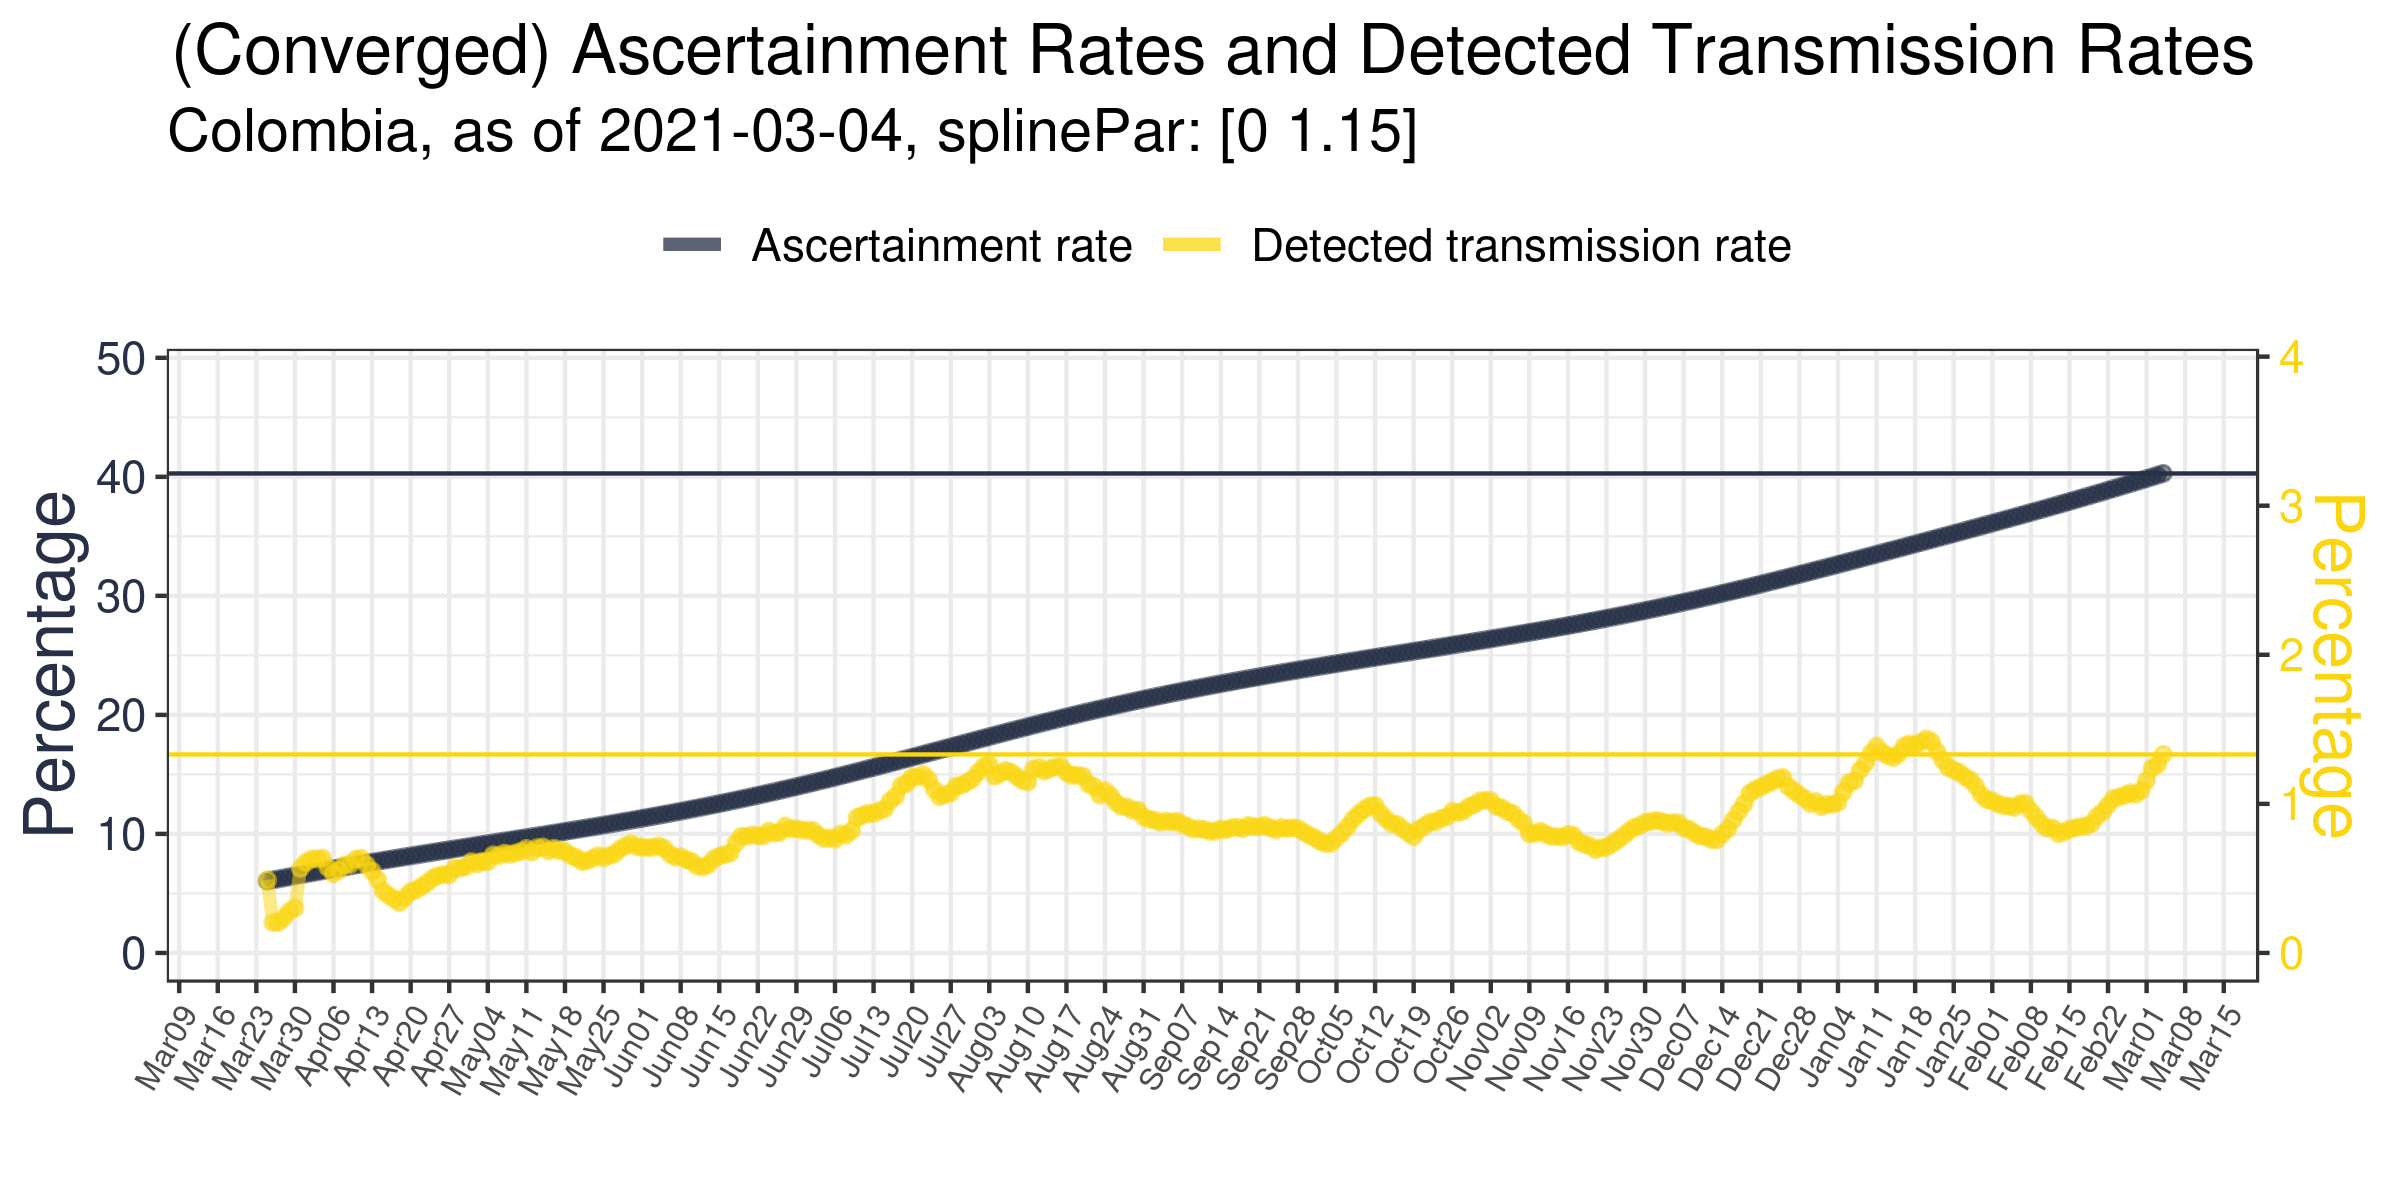 (Converged) Ascertainment Rates and Detected Transmission Rates
Colombia, as of 2021-03-04, splinePar: [0 1.15]
Ascertainment rate
Detected transmission rate
Percentage
50
40
30
20
10
0
4
3
2
1
0
Percentage
Mar09
Mar16
Mar23
Mar30
Apr06
Apr13
Apr20
Apr27
May04
May11
May18
May25
Jun01
Jun08
Jun15
Jun22
Jun29
Jul06
Jul13
Jul20
Jul27
Aug03
Aug10
Aug17
Aug24
Aug31
Sep07
Sep14
Sep21
Sep28
Oct05
Oct12
Oct19
Oct26
Nov02
Nov09
Nov16
Nov23
Nov30
Dec07
Dec14
Dec21
Dec28
Jan04
Jan11
Jan18
Jan25
Feb01
Feb08
Feb15
Feb22
Mar01
Mar08
Mar15